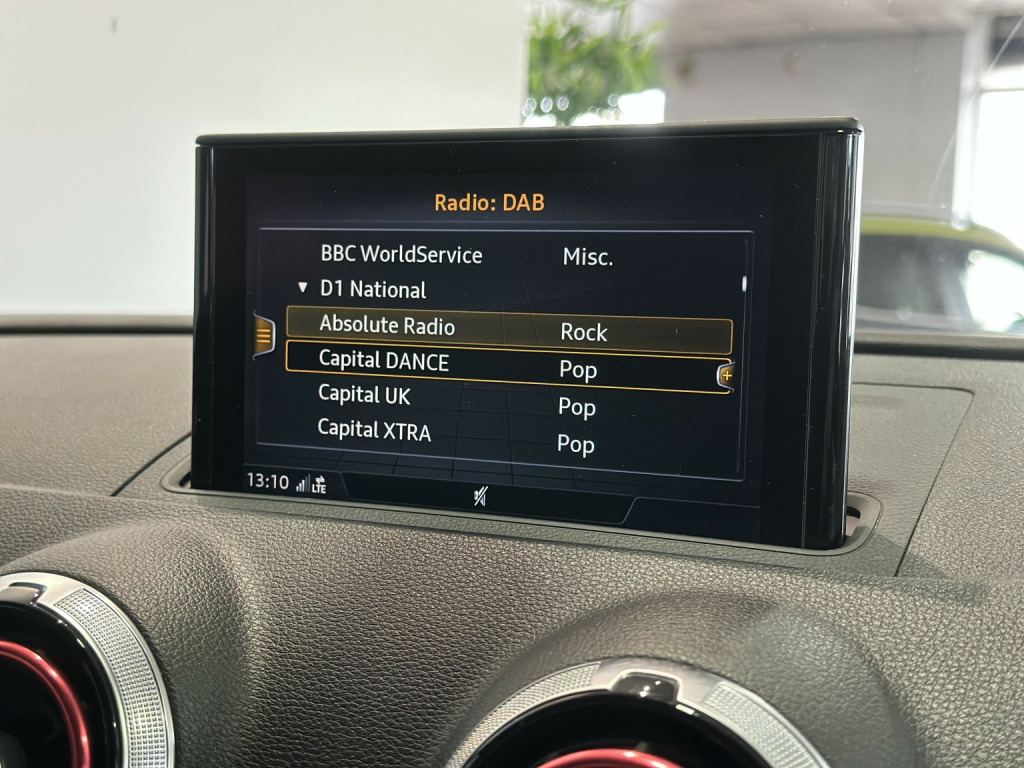 Radio: DAB
BBC WorldService Misc.
D1 National
Absolute Radio Rock
Capital DANCE Pop
Capital UK Pop
Capital XTRA Pop
13:10 LTE